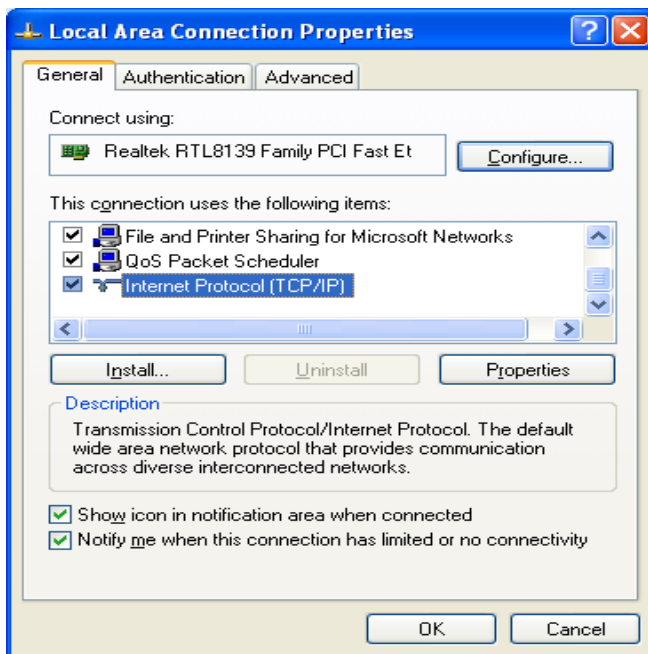 Local Area Connection Properties
General Authentication Advanced
Connect using:
Realtek RTL8139 Family PCI Fast Et
Configure...
This connection uses the following items:
File and Printer Sharing for Microsoft Networks
QoS Packet Scheduler
Internet Protocol (TCP/IP)
Install... Uninstall Properties
Description
Transmission Control Protocol/Internet Protocol. The default
wide area network protocol that provides communication
across diverse interconnected networks.
Show icon in notification area when connected
Notify me when this connection has limited or no connectivity
OK Cancel